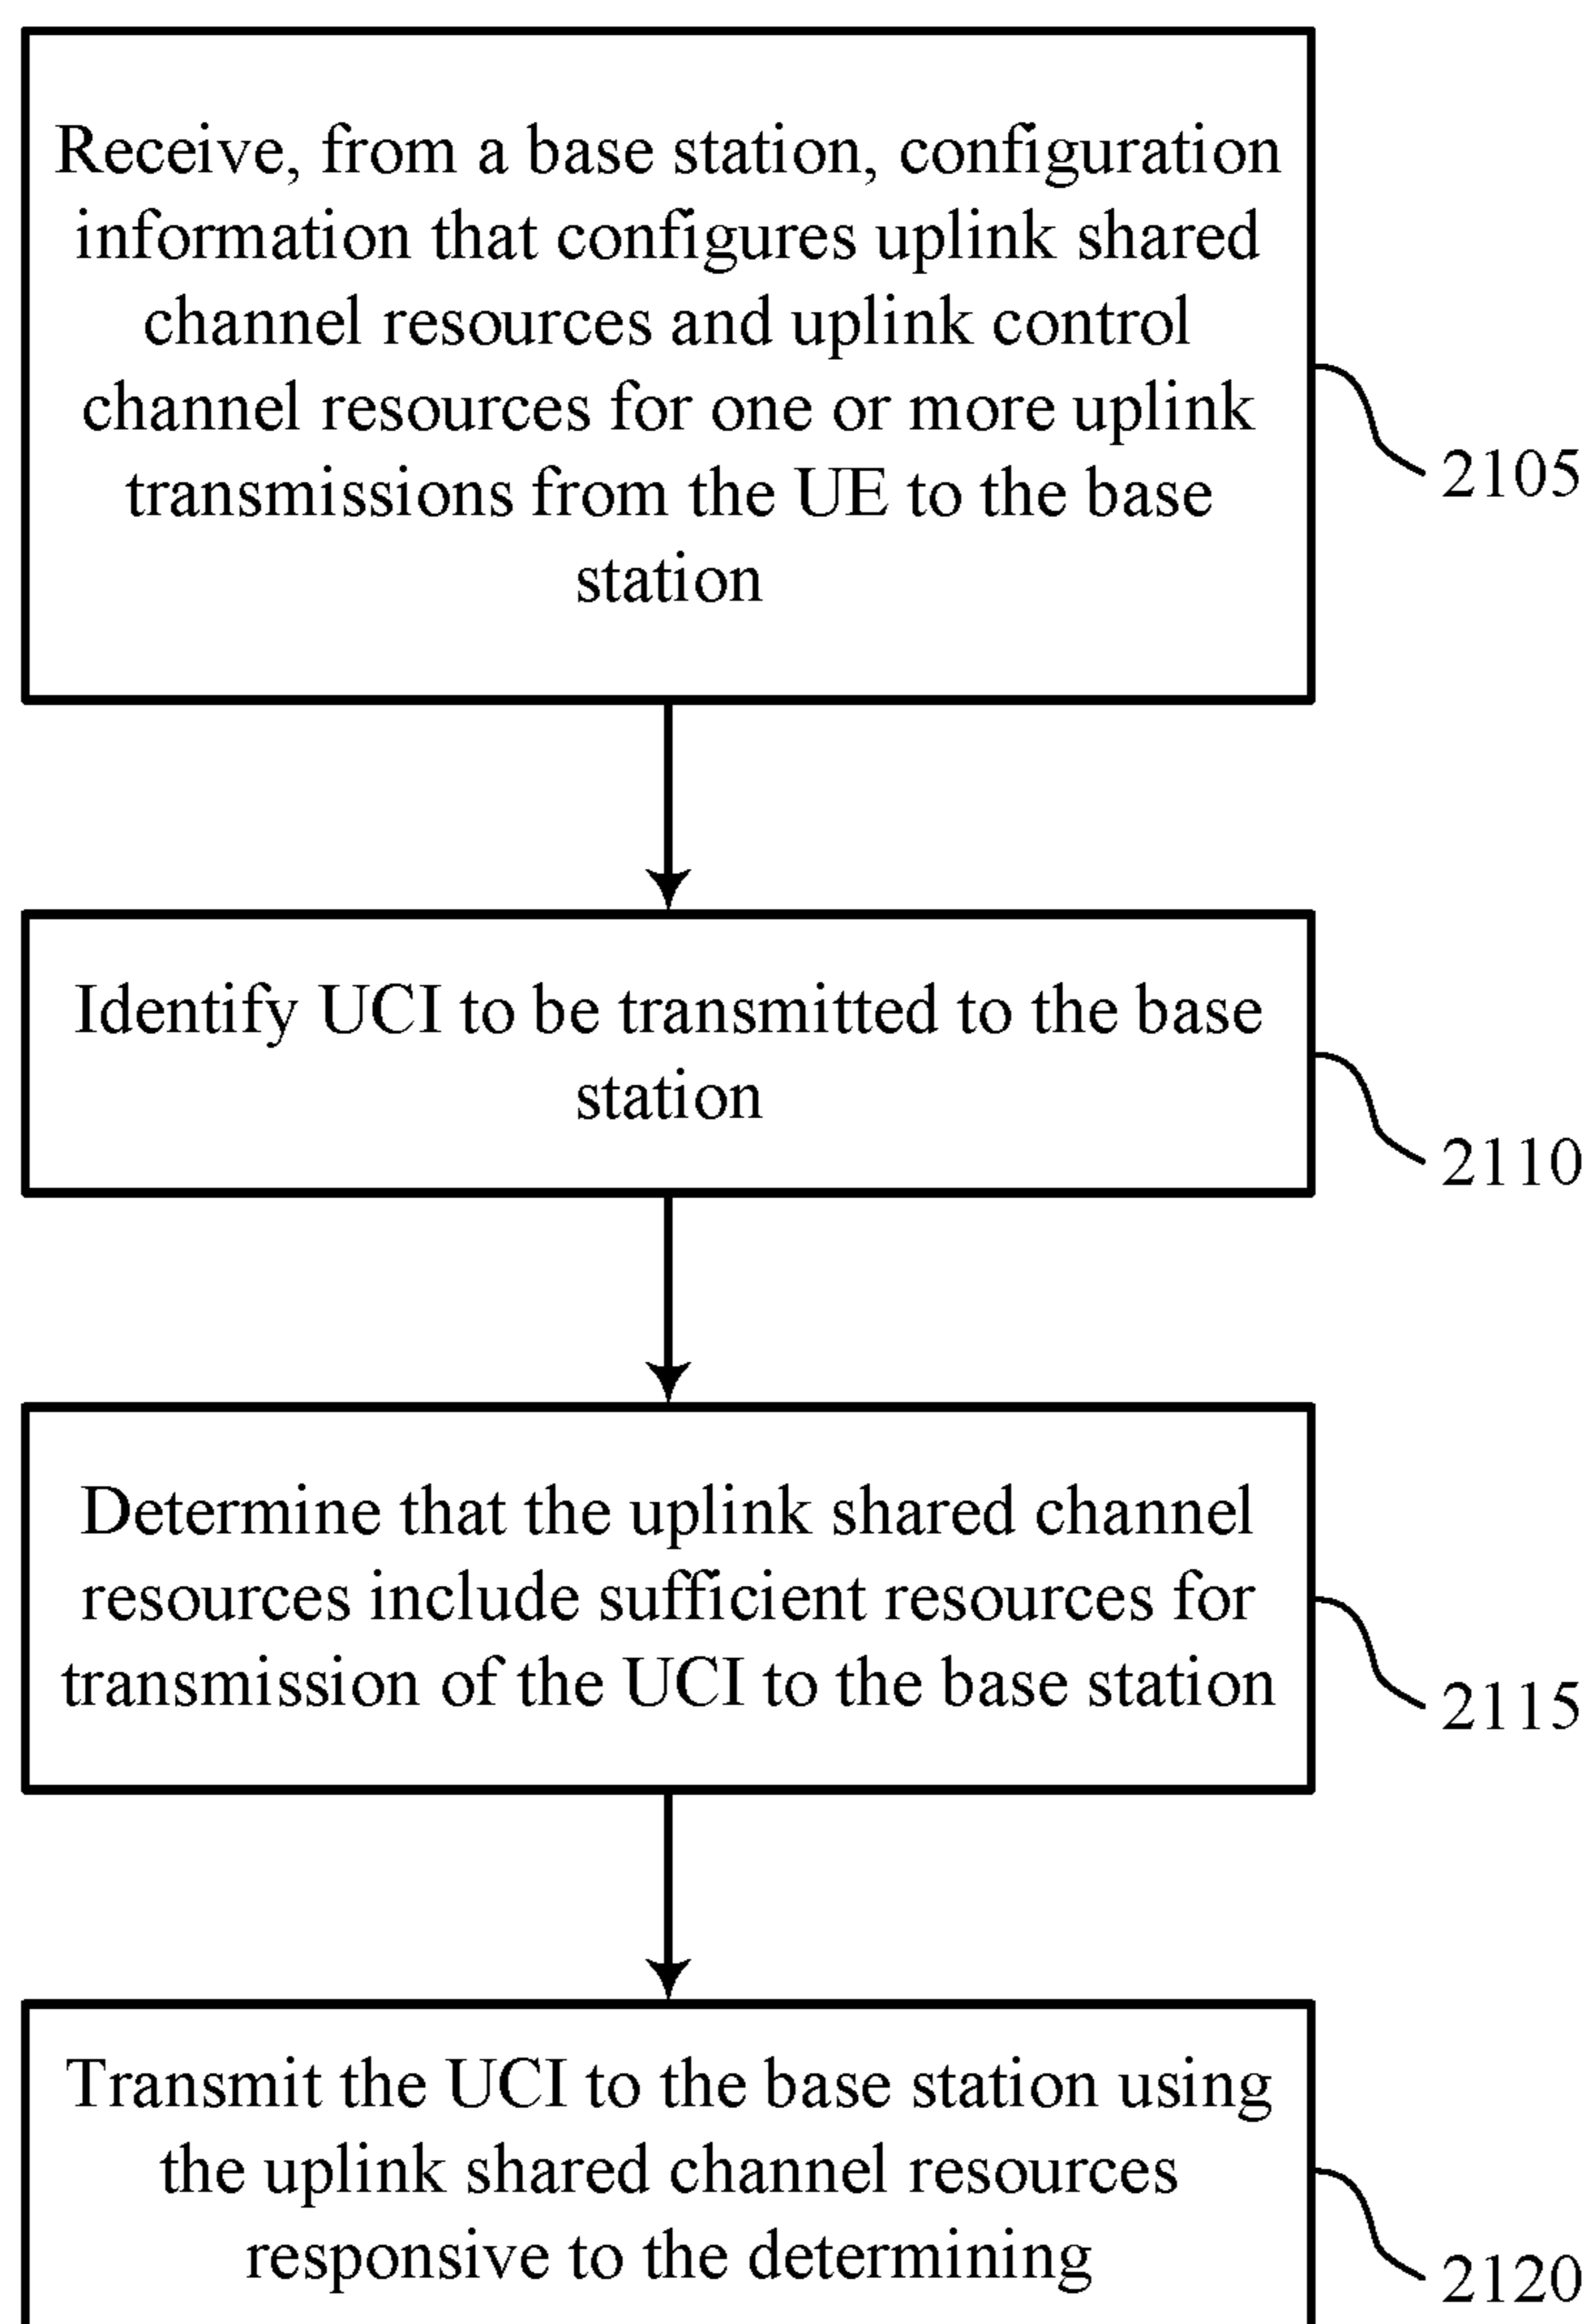 Receive, from a base station, configuration
information that configures uplink shared
channel resources and uplink control
channel resources for one or more uplink
transmissions from the UE to the base
station
2105
Identify UCI to be transmitted to the base
station
2110
Determine that the uplink shared channel
resources include sufficient resources for
transmission of the UCI to the base station
2115
Transmit the UCI to the base station using
the uplink shared channel resources
responsive to the determining
2120